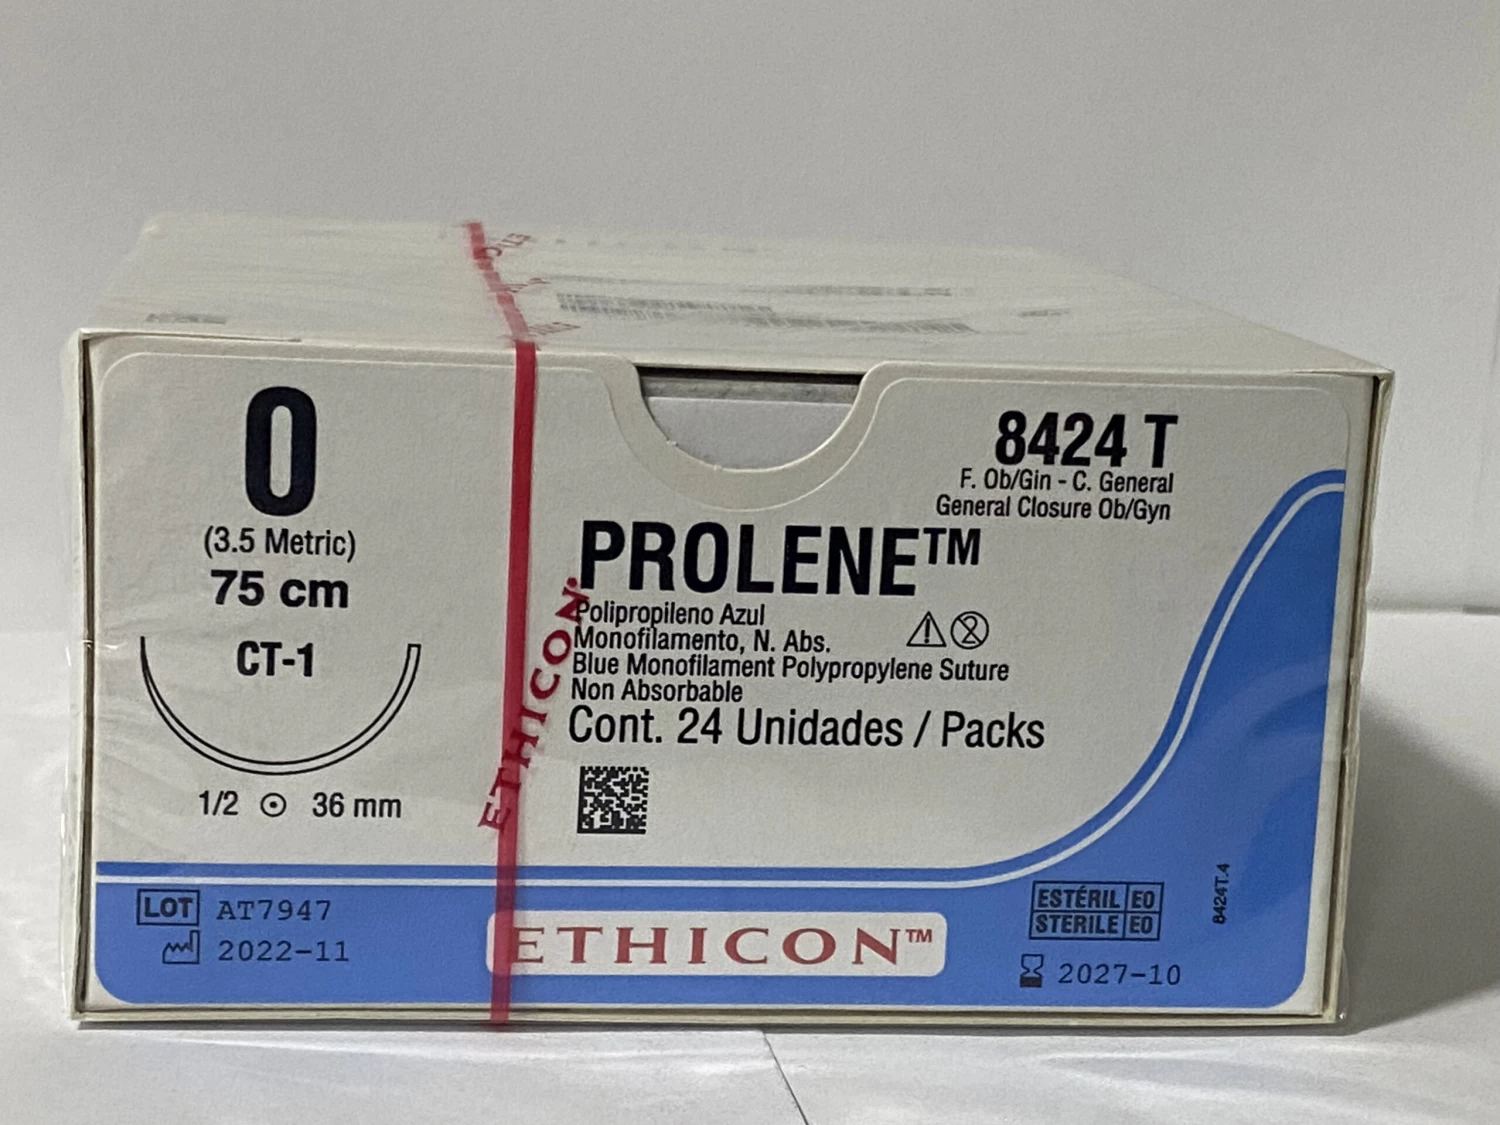 0
(3.5 Metric)
75 cm
CT-1
1/2 36 mm
8424 T
F. Ob/Gin - C. General
General Closure Ob/Gyn
PROLENE™
Polipropileno Azul
Monofilamento, N. Abs.
Blue Monofilament Polypropylene Suture
Non Absorbable
Cont. 24 Unidades / Packs
ETHICON
LOT AT7947
2022-11
ETHICON™
ESTÉRIL EO
STERILE EO
2027-10
8424T.4